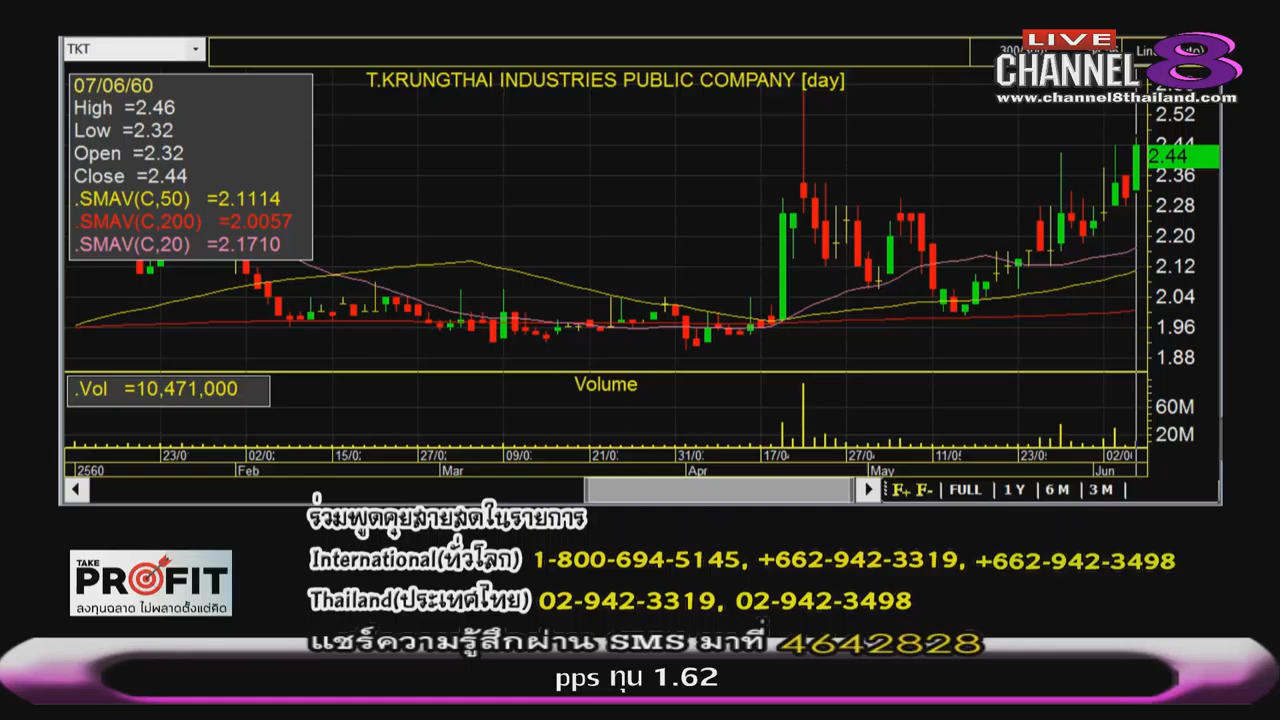 TKT
LIVE
CHANNEL 8
www.channel8thailand.com
T.KRUNGTHAI INDUSTRIES PUBLIC COMPANY [day]
07/06/60
High =2.46
Low =2.32
Open =2.32
Close =2.44
.SMAV(C,50) =2.1114
.SMAV(C,200) =2.0057
.SMAV(C,20) =2.1710
2.52
2.44
2.44
2.36
2.28
2.20
2.12
2.04
1.96
1.88
.Vol =10,471,000
Volume
60M
20M
23/0 02/0 15/0 27/0 09/0 21/0 31/0 17/0 27/0 11/0 23/0 02/0
2560 Feb Mar Apr May Jun
F+ F- | FULL | 1 Y | 6 M | 3 M |
ร่วมพูดคุยสายสดในรายการ
International(ทั่วโลก) 1-800-694-5145, +662-942-3319, +662-942-3498
Thailand(ประเทศไทย) 02-942-3319, 02-942-3498
TAKE
PROFIT
ลงทุนฉลาด ไม่พลาดตั้งแต่คิด
แชร์ความรู้สึกผ่าน SMS มาที่ 4642828
pps ทุน 1.62